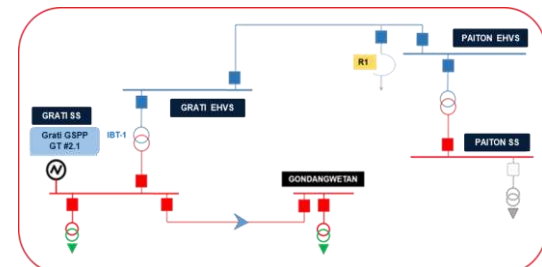 PAITON EHVS
R1
GRATI EHVS
GRATI SS
Grati GSPP
GT #2.1
IBT-1
PAITON SS
GONDANGWETAN